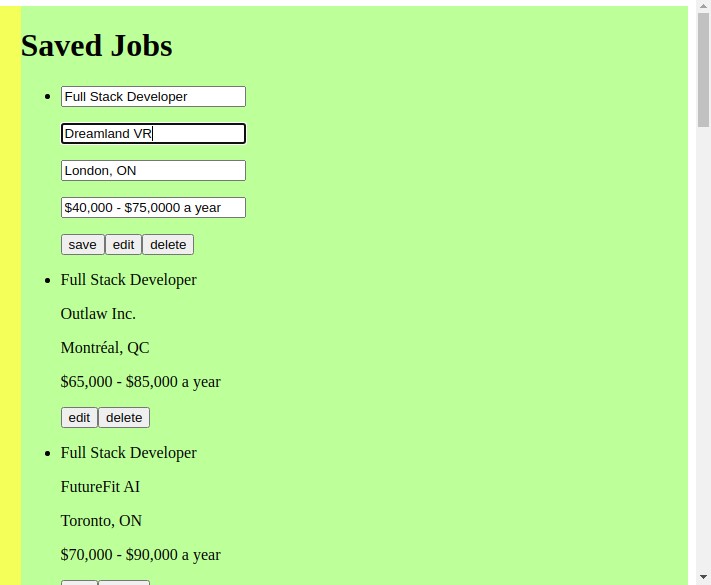 Saved Jobs
Full Stack Developer
Dreamland VR
London, ON
$40,000 - $75,0000 a year
save edit delete
Full Stack Developer
Outlaw Inc.
Montréal, QC
$65,000 - $85,000 a year
edit delete
Full Stack Developer
FutureFit AI
Toronto, ON
$70,000 - $90,000 a year